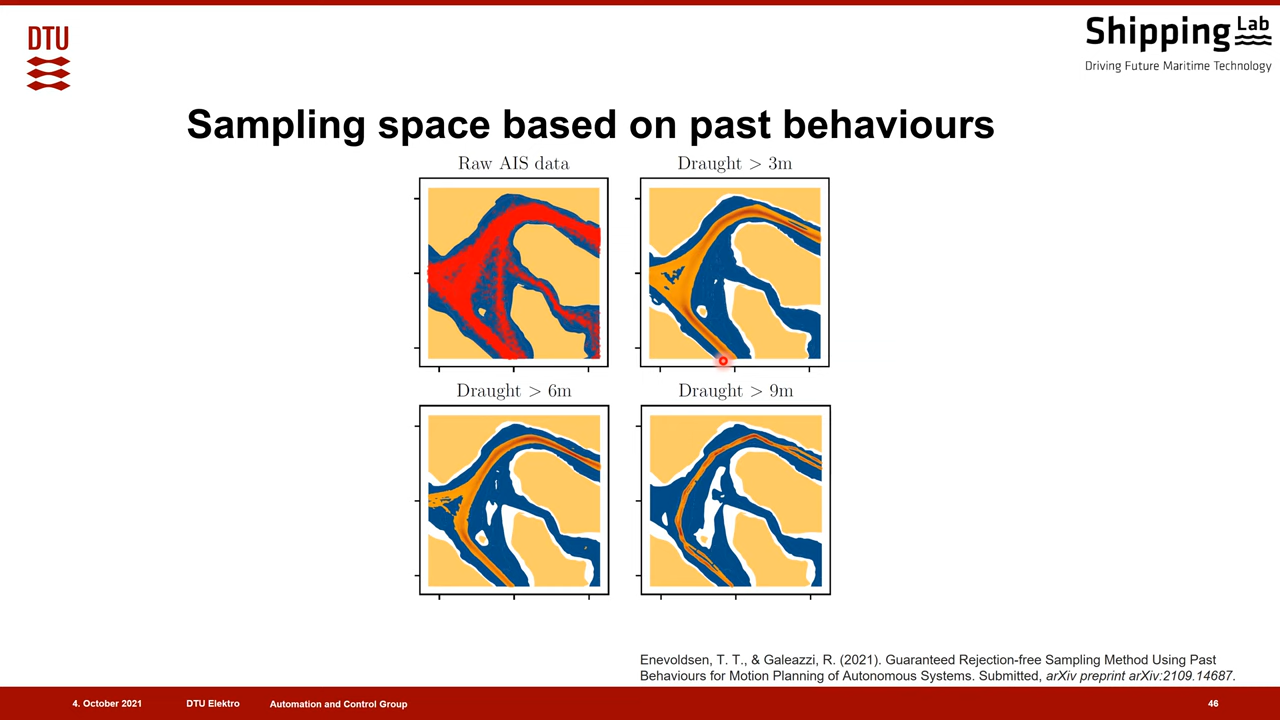 DTU
Shipping Lab
Driving Future Maritime Technology
Sampling space based on past behaviours
Raw AIS data
Draught > 3m
Draught > 6m
Draught > 9m
Enevoldsen, T. T., & Galeazzi, R. (2021). Guaranteed Rejection-free Sampling Method Using Past
Behaviours for Motion Planning of Autonomous Systems. Submitted, arXiv preprint arXiv:2109.14687.
4. October 2021 DTU Elektro Automation and Control Group 46